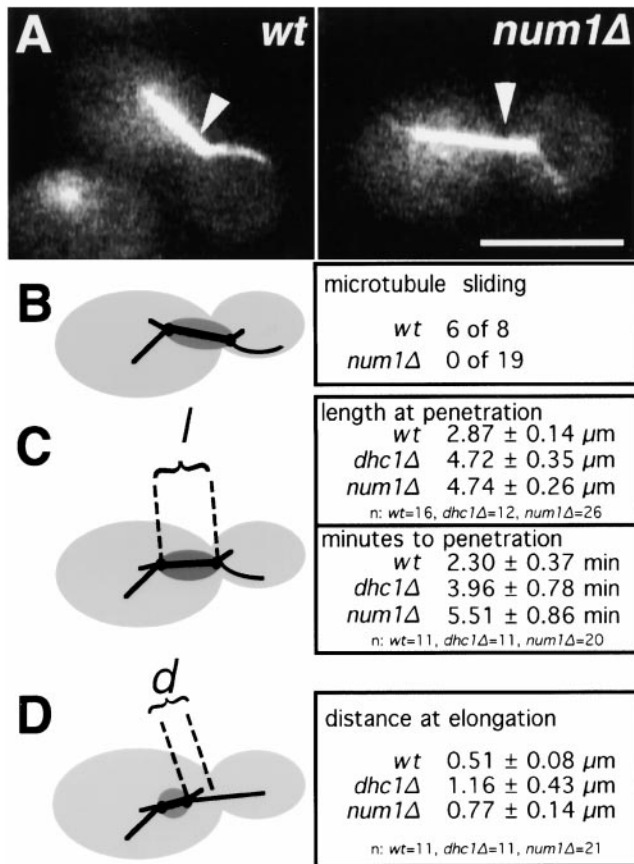 A wt num1Δ
B
microtubule sliding
wt 6 of 8
num1Δ 0 of 19
C l
length at penetration
wt 2.87 ± 0.14 μm
dhc1Δ 4.72 ± 0.35 μm
num1Δ 4.74 ± 0.26 μm
n: wt=16, dhc1Δ=12, num1Δ=26
minutes to penetration
wt 2.30 ± 0.37 min
dhc1Δ 3.96 ± 0.78 min
num1Δ 5.51 ± 0.86 min
n: wt=11, dhc1Δ=11, num1Δ=20
D d
distance at elongation
wt 0.51 ± 0.08 μm
dhc1Δ 1.16 ± 0.43 μm
num1Δ 0.77 ± 0.14 μm
n: wt=11, dhc1Δ=11, num1Δ=21